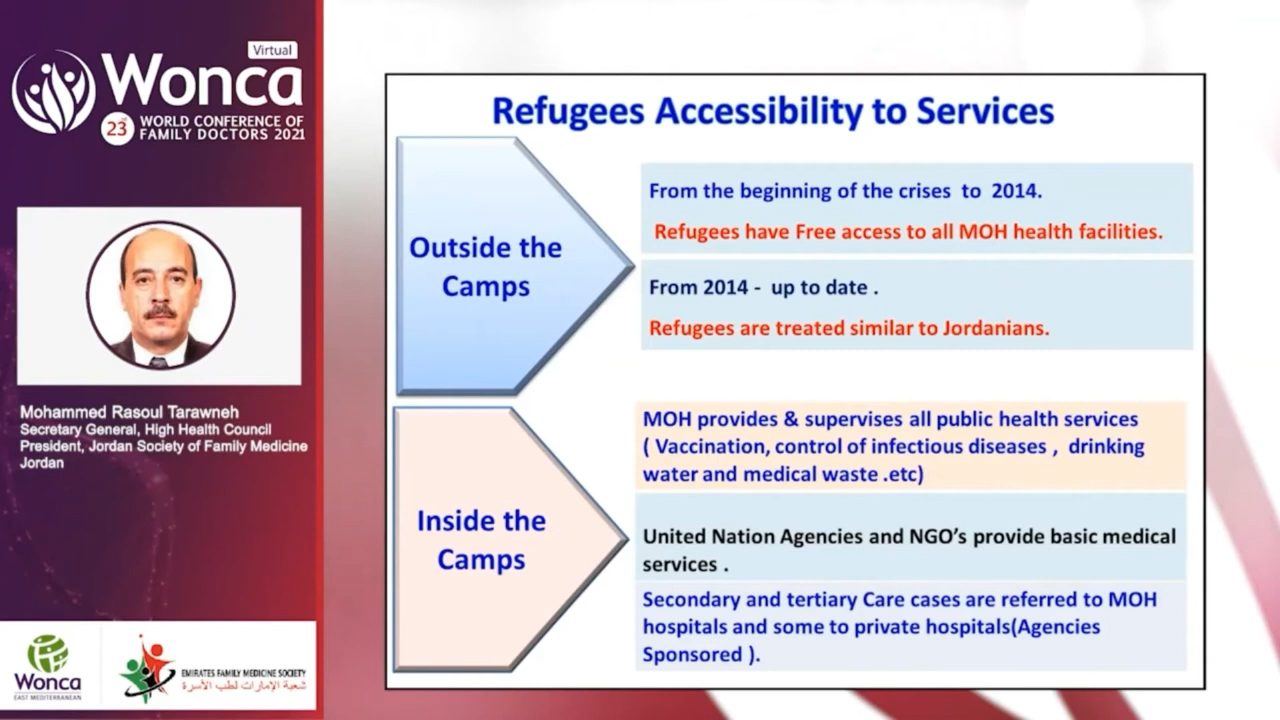 Virtual
Wonca
23rd
WORLD CONFERENCE OF
FAMILY DOCTORS 2021
Mohammed Rasoul Tarawneh
Secretary General, High Health Council
President, Jordan Society of Family Medicine
Jordan
Wonca
EAST MEDITERRANEAN
EMIRATES FAMILY MEDICINE SOCIETY
شعبة الإمارات لطب الأسرة
Refugees Accessibility to Services
Outside the
Camps
From the beginning of the crises to 2014.
Refugees have Free access to all MOH health facilities.
From 2014 - up to date .
Refugees are treated similar to Jordanians.
Inside the
Camps
MOH provides & supervises all public health services
( Vaccination, control of infectious diseases , drinking
water and medical waste .etc)
United Nation Agencies and NGO's provide basic medical
services .
Secondary and tertiary Care cases are referred to MOH
hospitals and some to private hospitals(Agencies
Sponsored ).